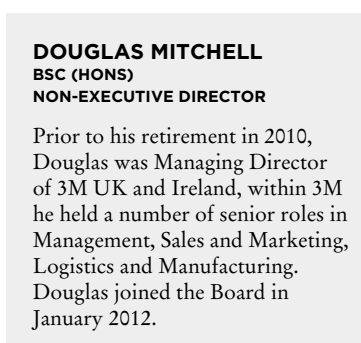 DOUGLAS MITCHELL
BSC (HONS)
NON-EXECUTIVE DIRECTOR
Prior to his retirement in 2010,
Douglas was Managing Director
of 3M UK and Ireland, within 3M
he held a number of senior roles in
Management, Sales and Marketing,
Logistics and Manufacturing.
Douglas joined the Board in
January 2012.